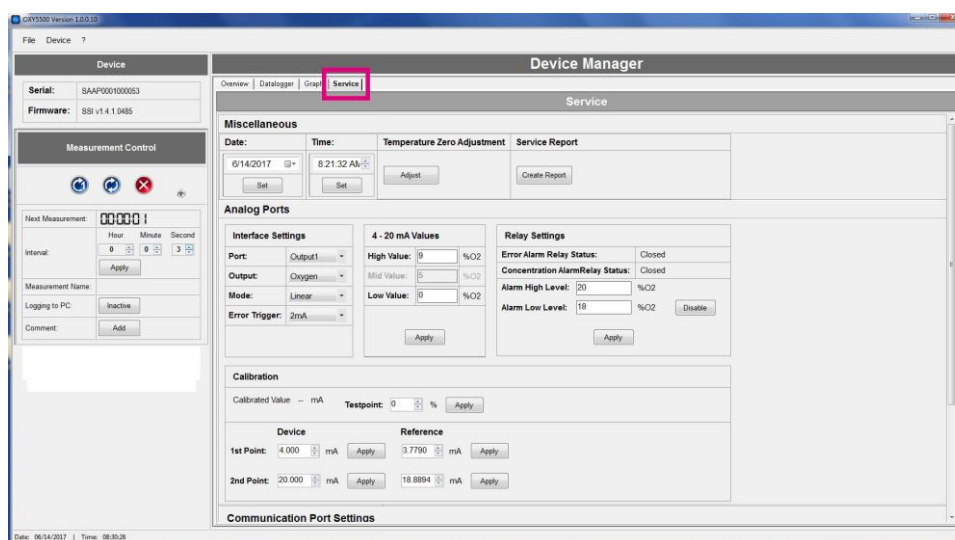 OXY5500 Version 1.0.0.10
File Device ?
Device
Serial: SAAP0001000053
Firmware: SSI v1.4.1.0485
Measurement Control
Next Measurement: 000001
Hour Minute Second
Interval: 0 0 3
Apply
Measurement Name:
Logging to PC: Inactive
Comment: Add
Device Manager
Overview Datalogger Graph Service
Service
Miscellaneous
Date: Time: Temperature Zero Adjustment Service Report
6/14/2017 8:21:32 AM
Set Set Adjust Create Report
Analog Ports
Interface Settings
Port: Output1
Output: Oxygen
Mode: Linear
Error Trigger: 2mA
4 - 20 mA Values
High Value: 9 %O2
Mid Value: 5 %O2
Low Value: 0 %O2
Apply
Relay Settings
Error Alarm Relay Status: Closed
Concentration AlarmRelay Status: Closed
Alarm High Level: 20 %O2
Alarm Low Level: 18 %O2 Disable
Apply
Calibration
Calibrated Value -- mA Testpoint: 0 % Apply
Device Reference
1st Point: 4.000 mA Apply 3.7790 mA Apply
2nd Point: 20.000 mA Apply 18.8894 mA Apply
Communication Port Settings
Date: 06/14/2017 | Time: 08:30:26